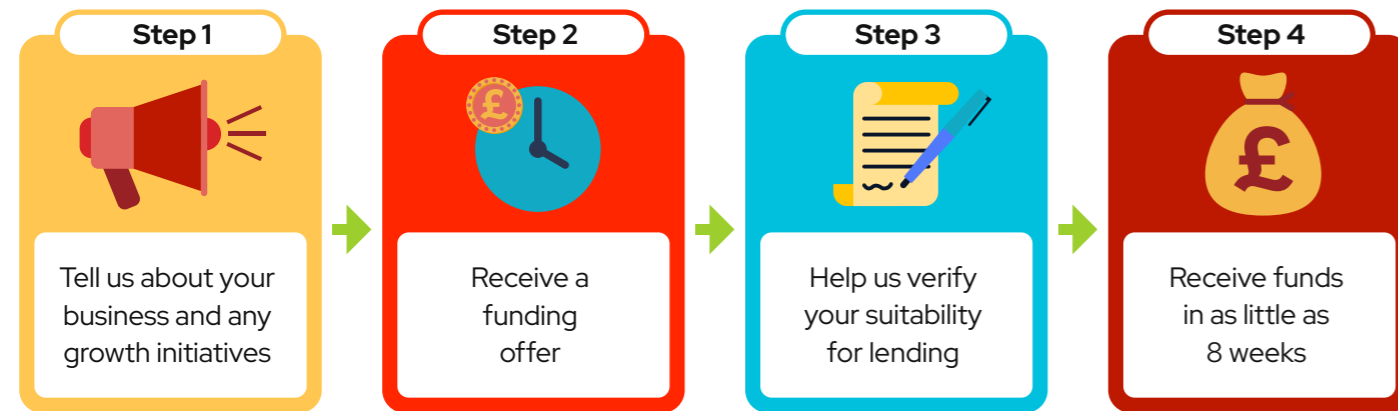 Step 1
Tell us about your
business and any
growth initiatives
Step 2
£
Receive a
funding
offer
Step 3
Help us verify
your suitability
for lending
Step 4
£
Receive funds
in as little as
8 weeks